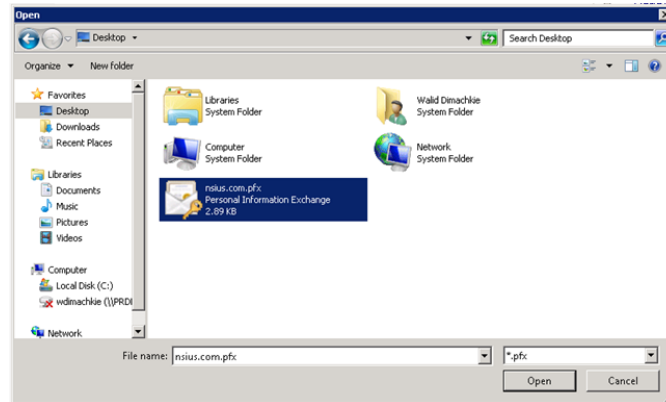 Open
Desktop
Search Desktop
Organize
New folder
Favorites
Desktop
Downloads
Recent Places
Libraries
Documents
Music
Pictures
Videos
Computer
Local Disk (C:)
wdimachkie (\\PRDI
Network
Libraries
System Folder
Walid Dimachkie
System Folder
Computer
System Folder
Network
System Folder
nsius.com.pfx
Personal Information Exchange
2.89 KB
File name: nsius.com.pfx
*.pfx
Open
Cancel